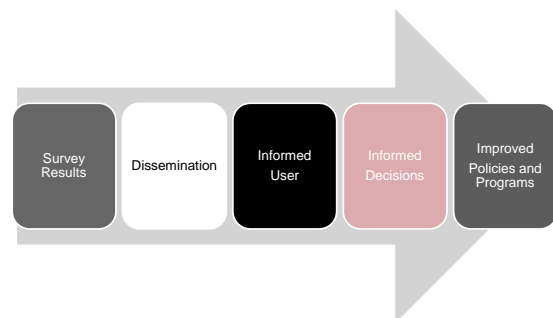 Survey
Results
Dissemination
Informed
User
Informed
Decisions
Improved
Policies and
Programs